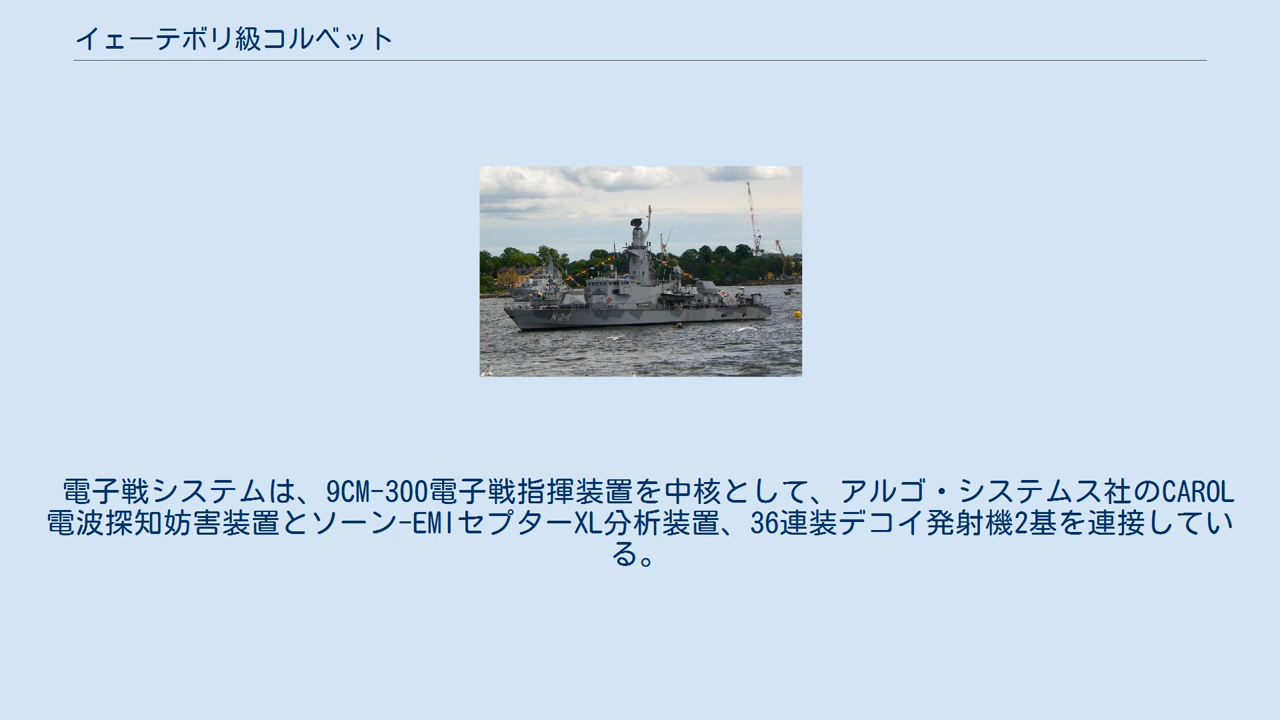 イェーテボリ級コルベット
K24
電子戦システムは、9CM-300電子戦指揮装置を中核として、アルゴ・システムス社のCAROL
電波探知妨害装置とソーン-EMIセプターXL分析装置、36連装デコイ発射機2基を連接してい
る。